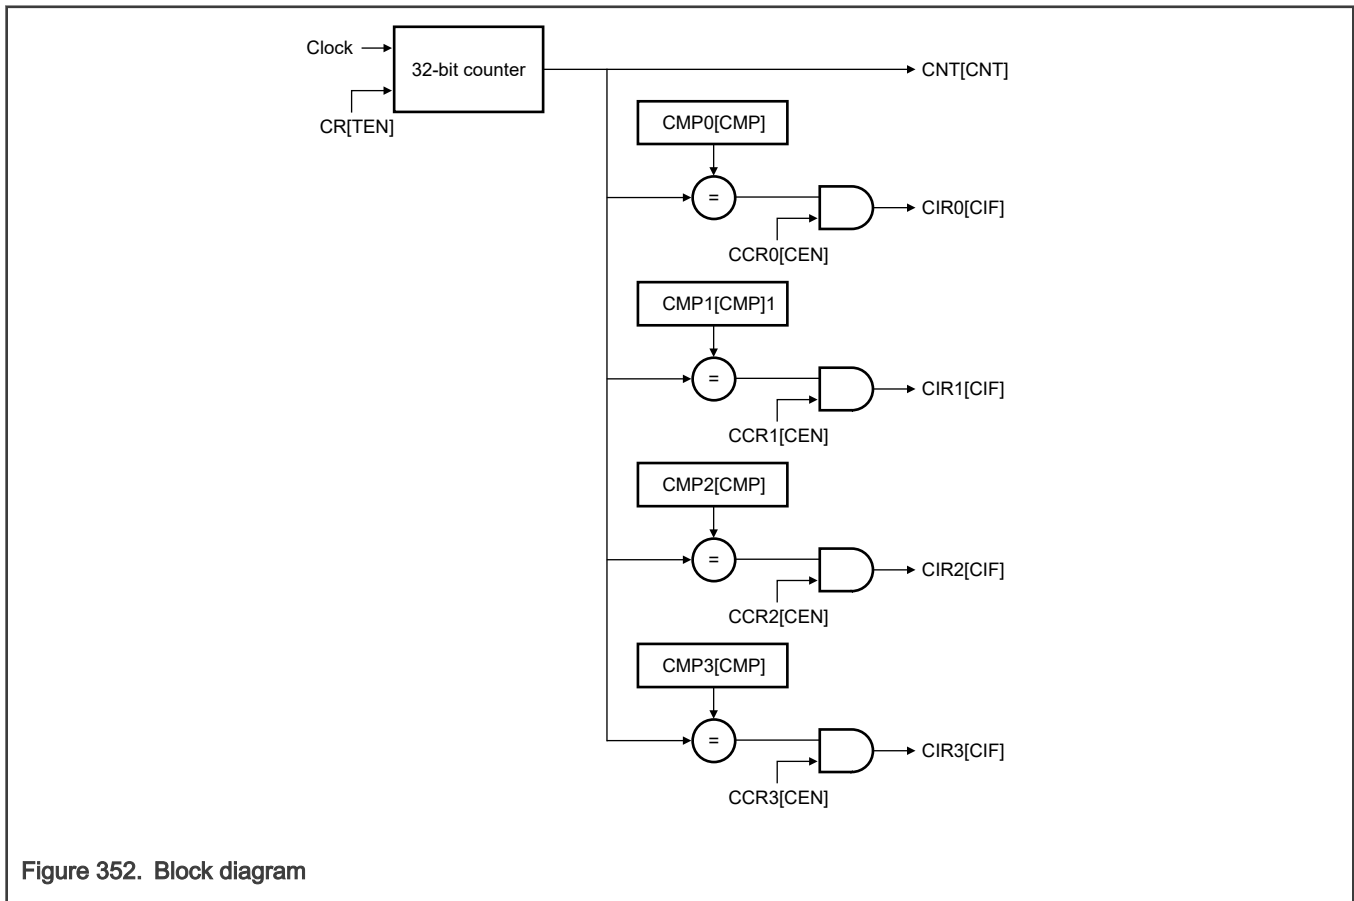 Clock
32-bit counter
CNT[CNT]
CR[TEN]
CMP0[CMP]
=
CIR0[CIF]
CCR0[CEN]
CMP1[CMP]1
=
CIR1[CIF]
CCR1[CEN]
CMP2[CMP]
=
CIR2[CIF]
CCR2[CEN]
CMP3[CMP]
=
CIR3[CIF]
CCR3[CEN]
Figure 352. Block diagram